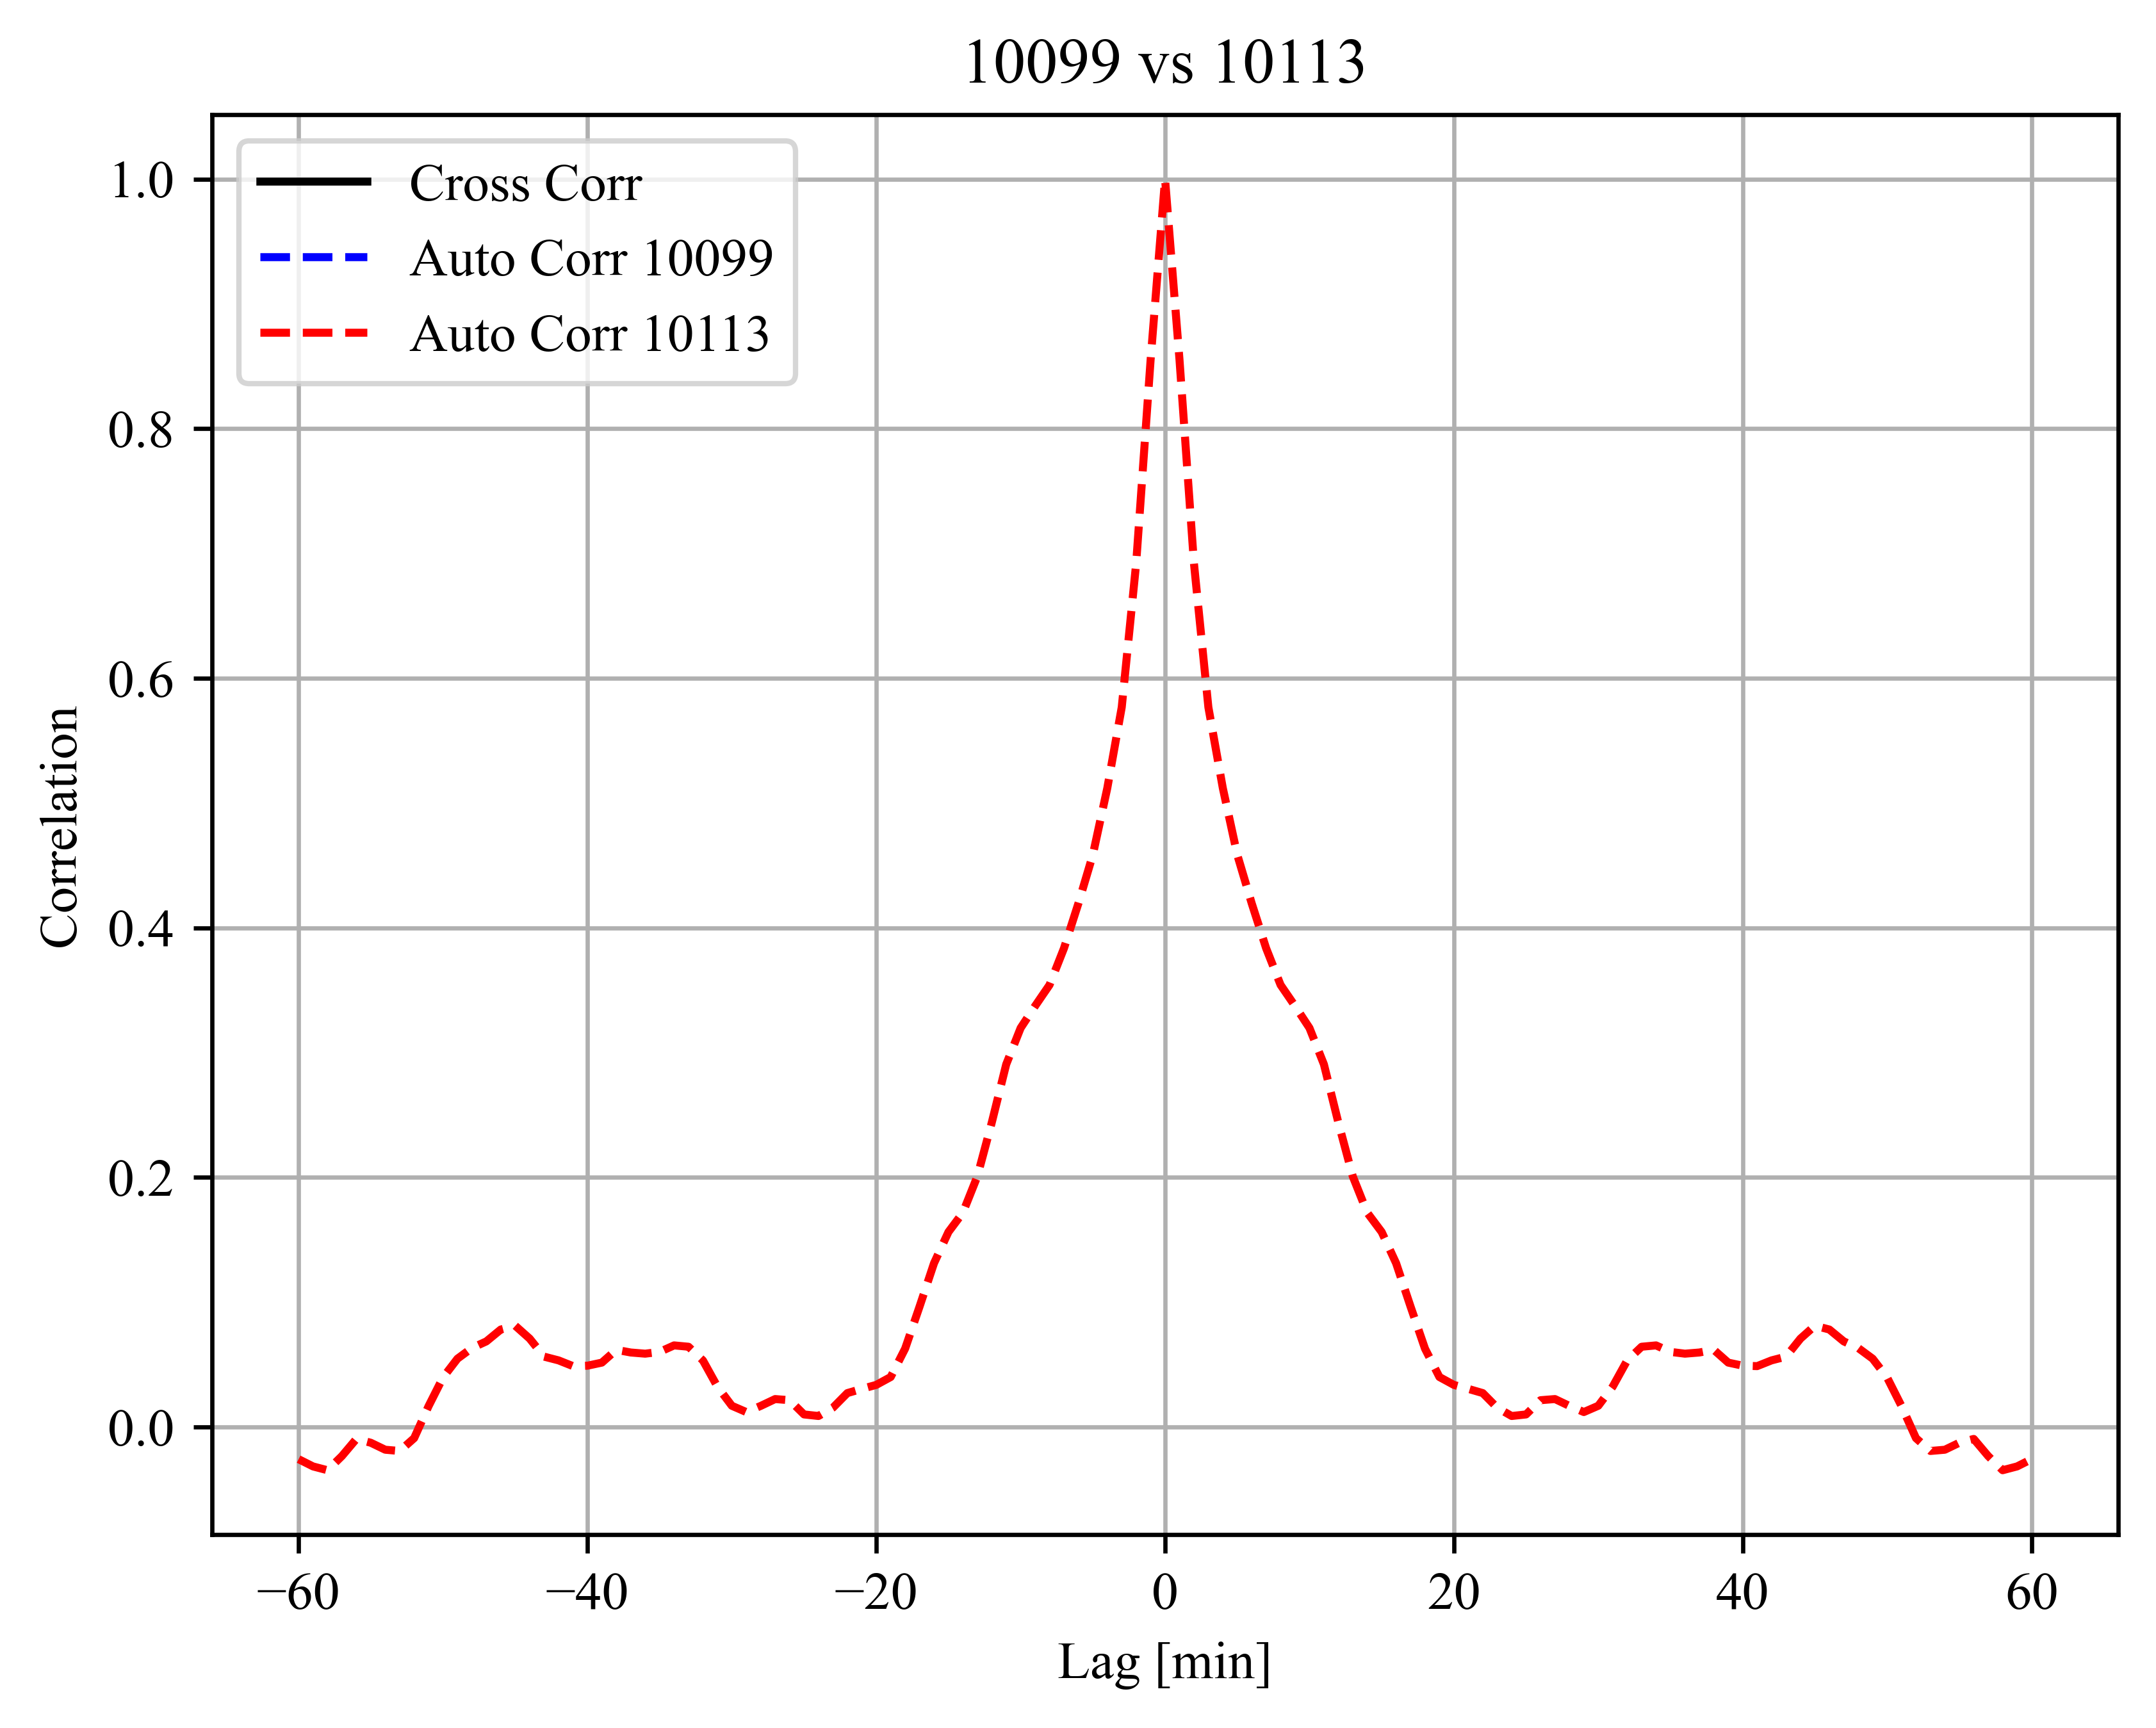 10099 vs 10113
Cross Corr
Auto Corr 10099
Auto Corr 10113
1.0
0.8
0.6
0.4
0.2
0.0
Correlation
−60
−40
−20
0
20
40
60
Lag [min]